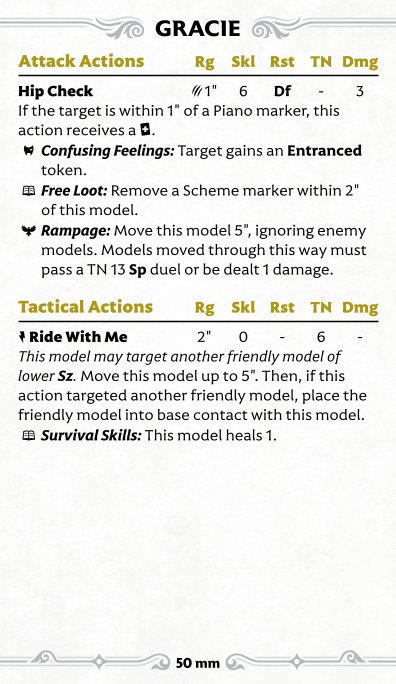 GRACIE
Attack Actions Rg Skl Rst TN Dmg
Hip Check 1" 6 Df - 3
If the target is within 1" of a Piano marker, this
action receives a .
Confusing Feelings: Target gains an Entranced
token.
Free Loot: Remove a Scheme marker within 2"
of this model.
Rampage: Move this model 5", ignoring enemy
models. Models moved through this way must
pass a TN 13 Sp duel or be dealt 1 damage.
Tactical Actions Rg Skl Rst TN Dmg
Ride With Me 2" 0 - 6 -
This model may target another friendly model of
lower Sz. Move this model up to 5". Then, if this
action targeted another friendly model, place the
friendly model into base contact with this model.
Survival Skills: This model heals 1.
50 mm